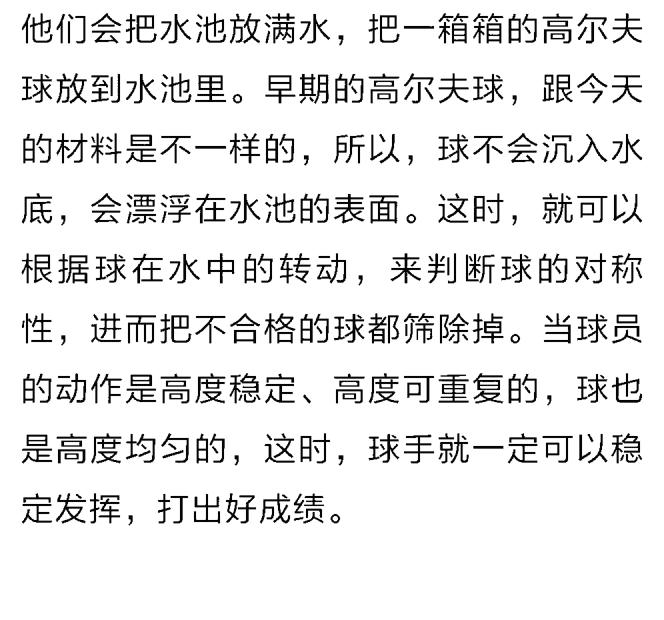 他们会把水池放满水，把一箱箱的高尔夫
球放到水池里。早期的高尔夫球，跟今天
的材料是不一样的，所以，球不会沉入水
底，会漂浮在水池的表面。这时，就可以
根据球在水中的转动，来判断球的对称
性，进而把不合格的球都筛除掉。当球员
的动作是高度稳定、高度可重复的，球也
是高度均匀的，这时，球手就一定可以稳
定发挥，打出好成绩。